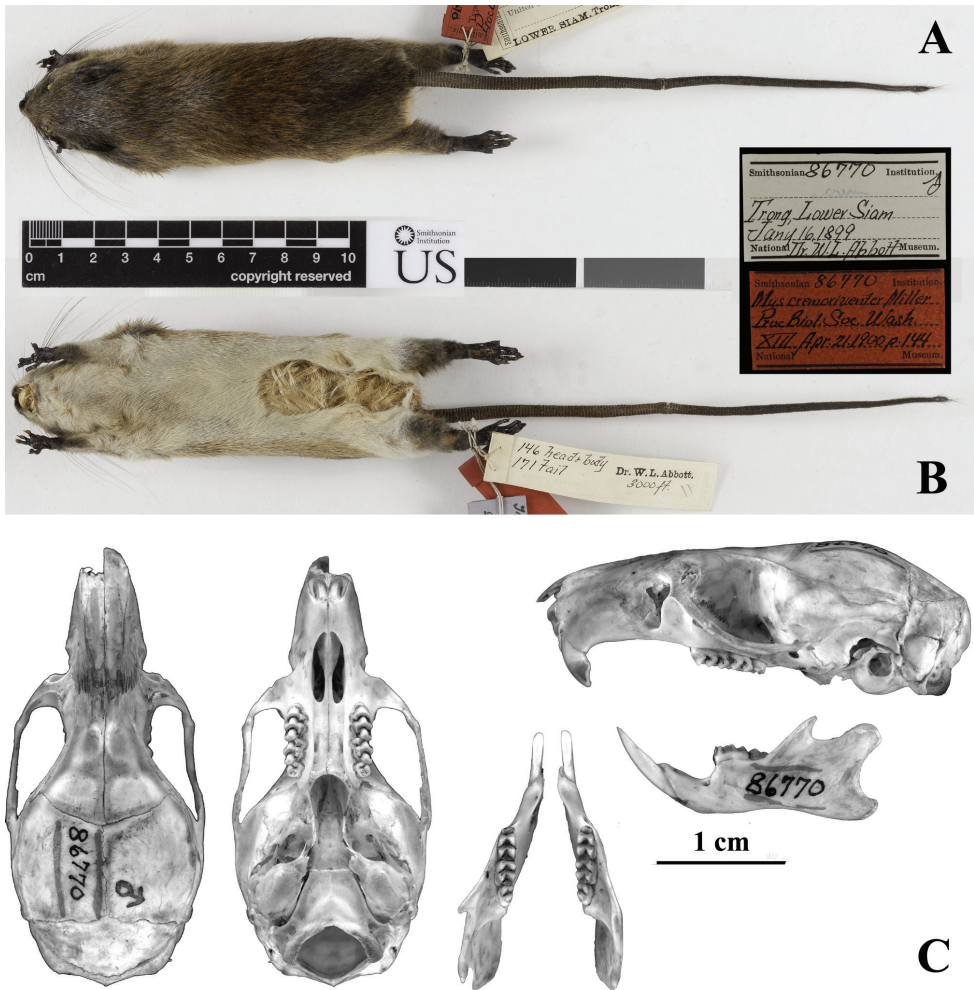 United S
LOWER SIAM. Tron
A
Smithsonian 86770 Institution.
Trong, Lower Siam
Jany 16, 1899
National Dr. W. L. Abbott Museum.
0 1 2 3 4 5 6 7 8 9 10
cm copyright reserved
Smithsonian
Institution
US
Smithsonian 86770 Institution.
Mus cremoriventer Miller
Proc Biol. Soc. Wash.
XIII. Apr. 21.1900 p. 144
National Museum.
146 head & body
171 tail
Dr. W. L. Abbott.
3000 ft.
B
86770
86770
♂
86770
1 cm
C